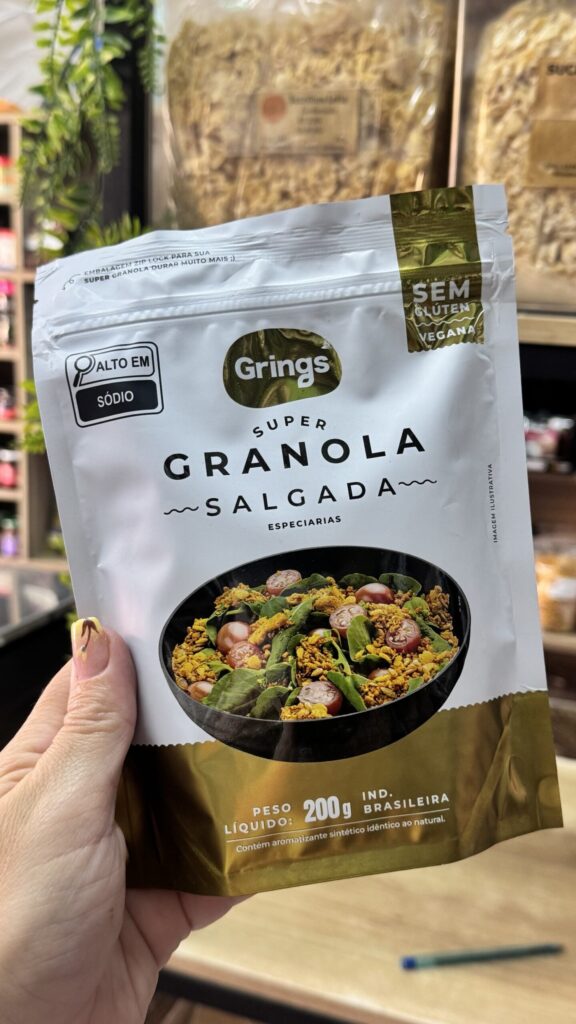 EMBALAGEM ZIP LOCK PARA SUA
SUPER GRANOLA DURAR MUITO MAIS ;)
SEM
GLÚTEN
VEGANA
ALTO EM
SÓDIO
Grings
SUPER
GRANOLA
SALGADA
ESPECIARIAS
IMAGEM ILUSTRATIVA
PESO
LÍQUIDO:
200g
IND.
BRASILEIRA
Contém aromatizante sintético idêntico ao natural.